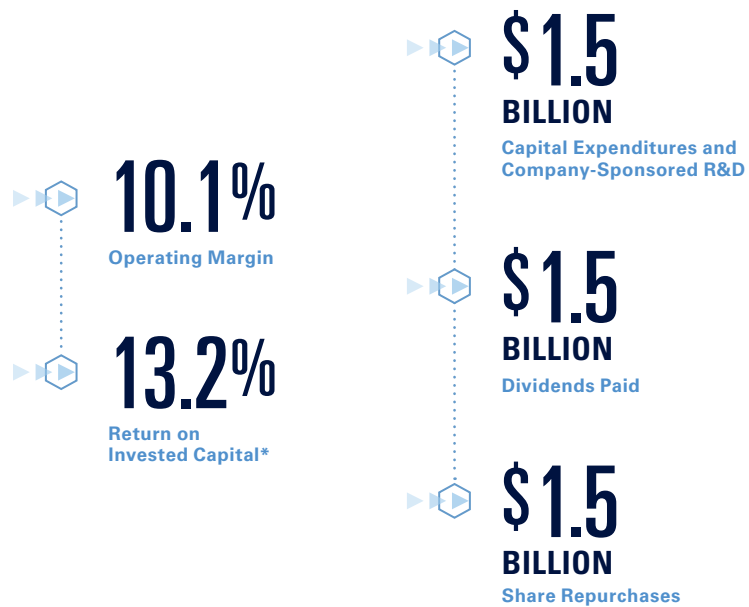 10.1%
Operating Margin
13.2%
Return on
Invested Capital*
$1.5
BILLION
Capital Expenditures and
Company-Sponsored R&D
$1.5
BILLION
Dividends Paid
$1.5
BILLION
Share Repurchases